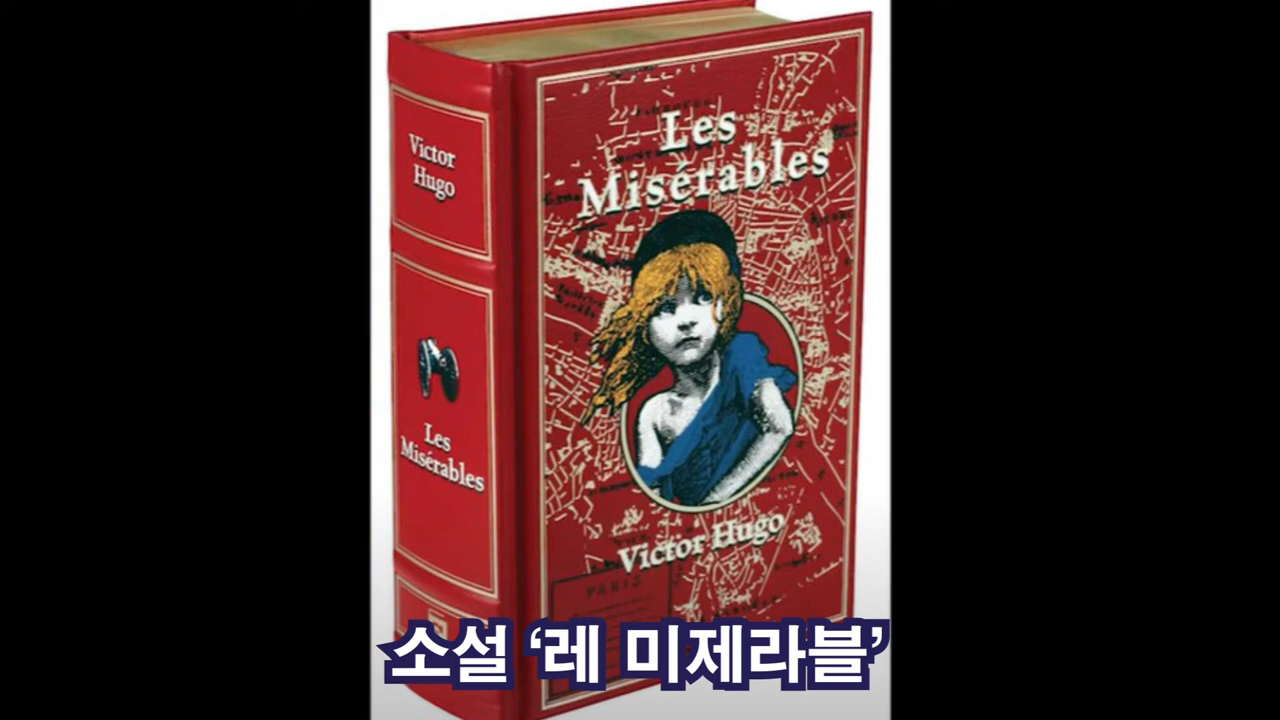 Les
Misérables
Victor
Hugo
Les
Misérables
Victor Hugo
PARIS
소설 ‘레 미제라블’